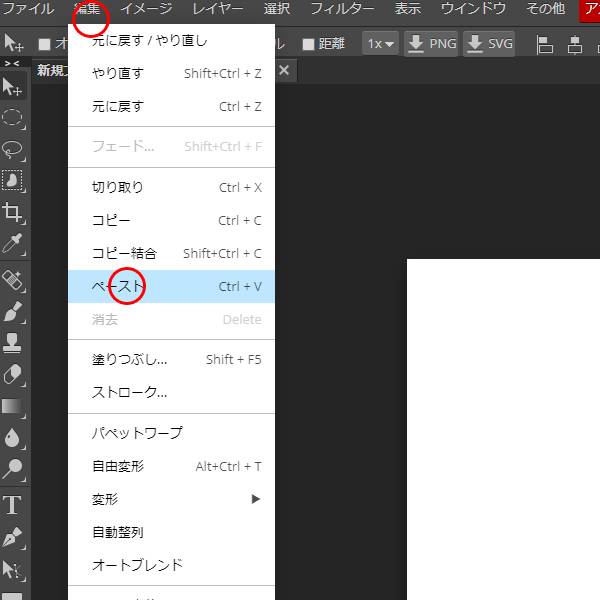 ファイル 編集 イメージ レイヤー 選択 フィルター 表示 ウインドウ その他
距離 1x PNG SVG
新規
元に戻す / やり直し
やり直す Shift+Ctrl + Z
元に戻す Ctrl + Z
フェード... Shift+Ctrl + F
切り取り Ctrl + X
コピー Ctrl + C
コピー結合 Shift+Ctrl + C
ペースト Ctrl + V
消去 Delete
塗りつぶし... Shift + F5
ストローク...
パペットワープ
自由変形 Alt+Ctrl + T
変形
自動整列
オートブレンド